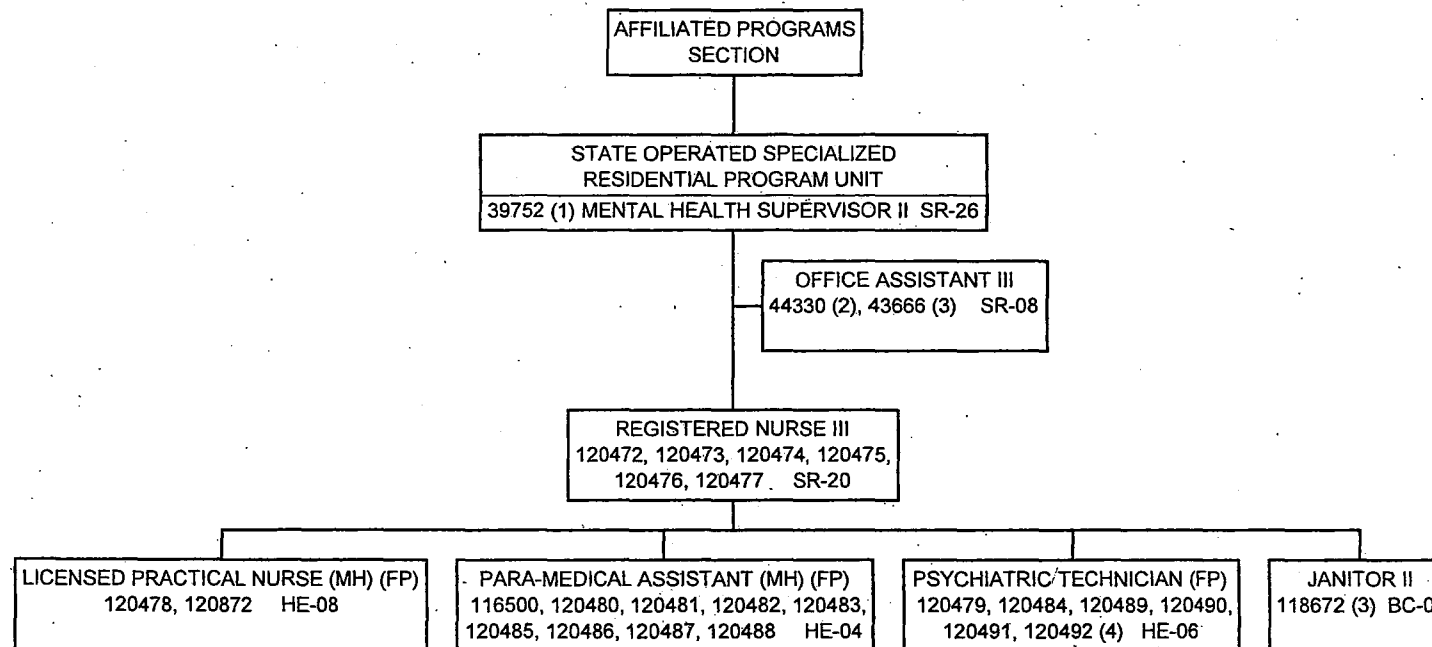 AFFILIATED PROGRAMS
SECTION
STATE OPERATED SPECIALIZED
RESIDENTIAL PROGRAM UNIT
39752 (1) MENTAL HEALTH SUPERVISOR II SR-26
OFFICE ASSISTANT III
44330 (2), 43666 (3) SR-08
REGISTERED NURSE III
120472, 120473, 120474, 120475,
120476, 120477 SR-20
LICENSED PRACTICAL NURSE (MH) (FP)
120478, 120872 HE-08
PARA-MEDICAL ASSISTANT (MH) (FP)
116500, 120480, 120481, 120482, 120483,
120485, 120486, 120487, 120488 HE-04
PSYCHIATRIC TECHNICIAN (FP)
120479, 120484, 120489, 120490,
120491, 120492 (4) HE-06
JANITOR II
118672 (3)